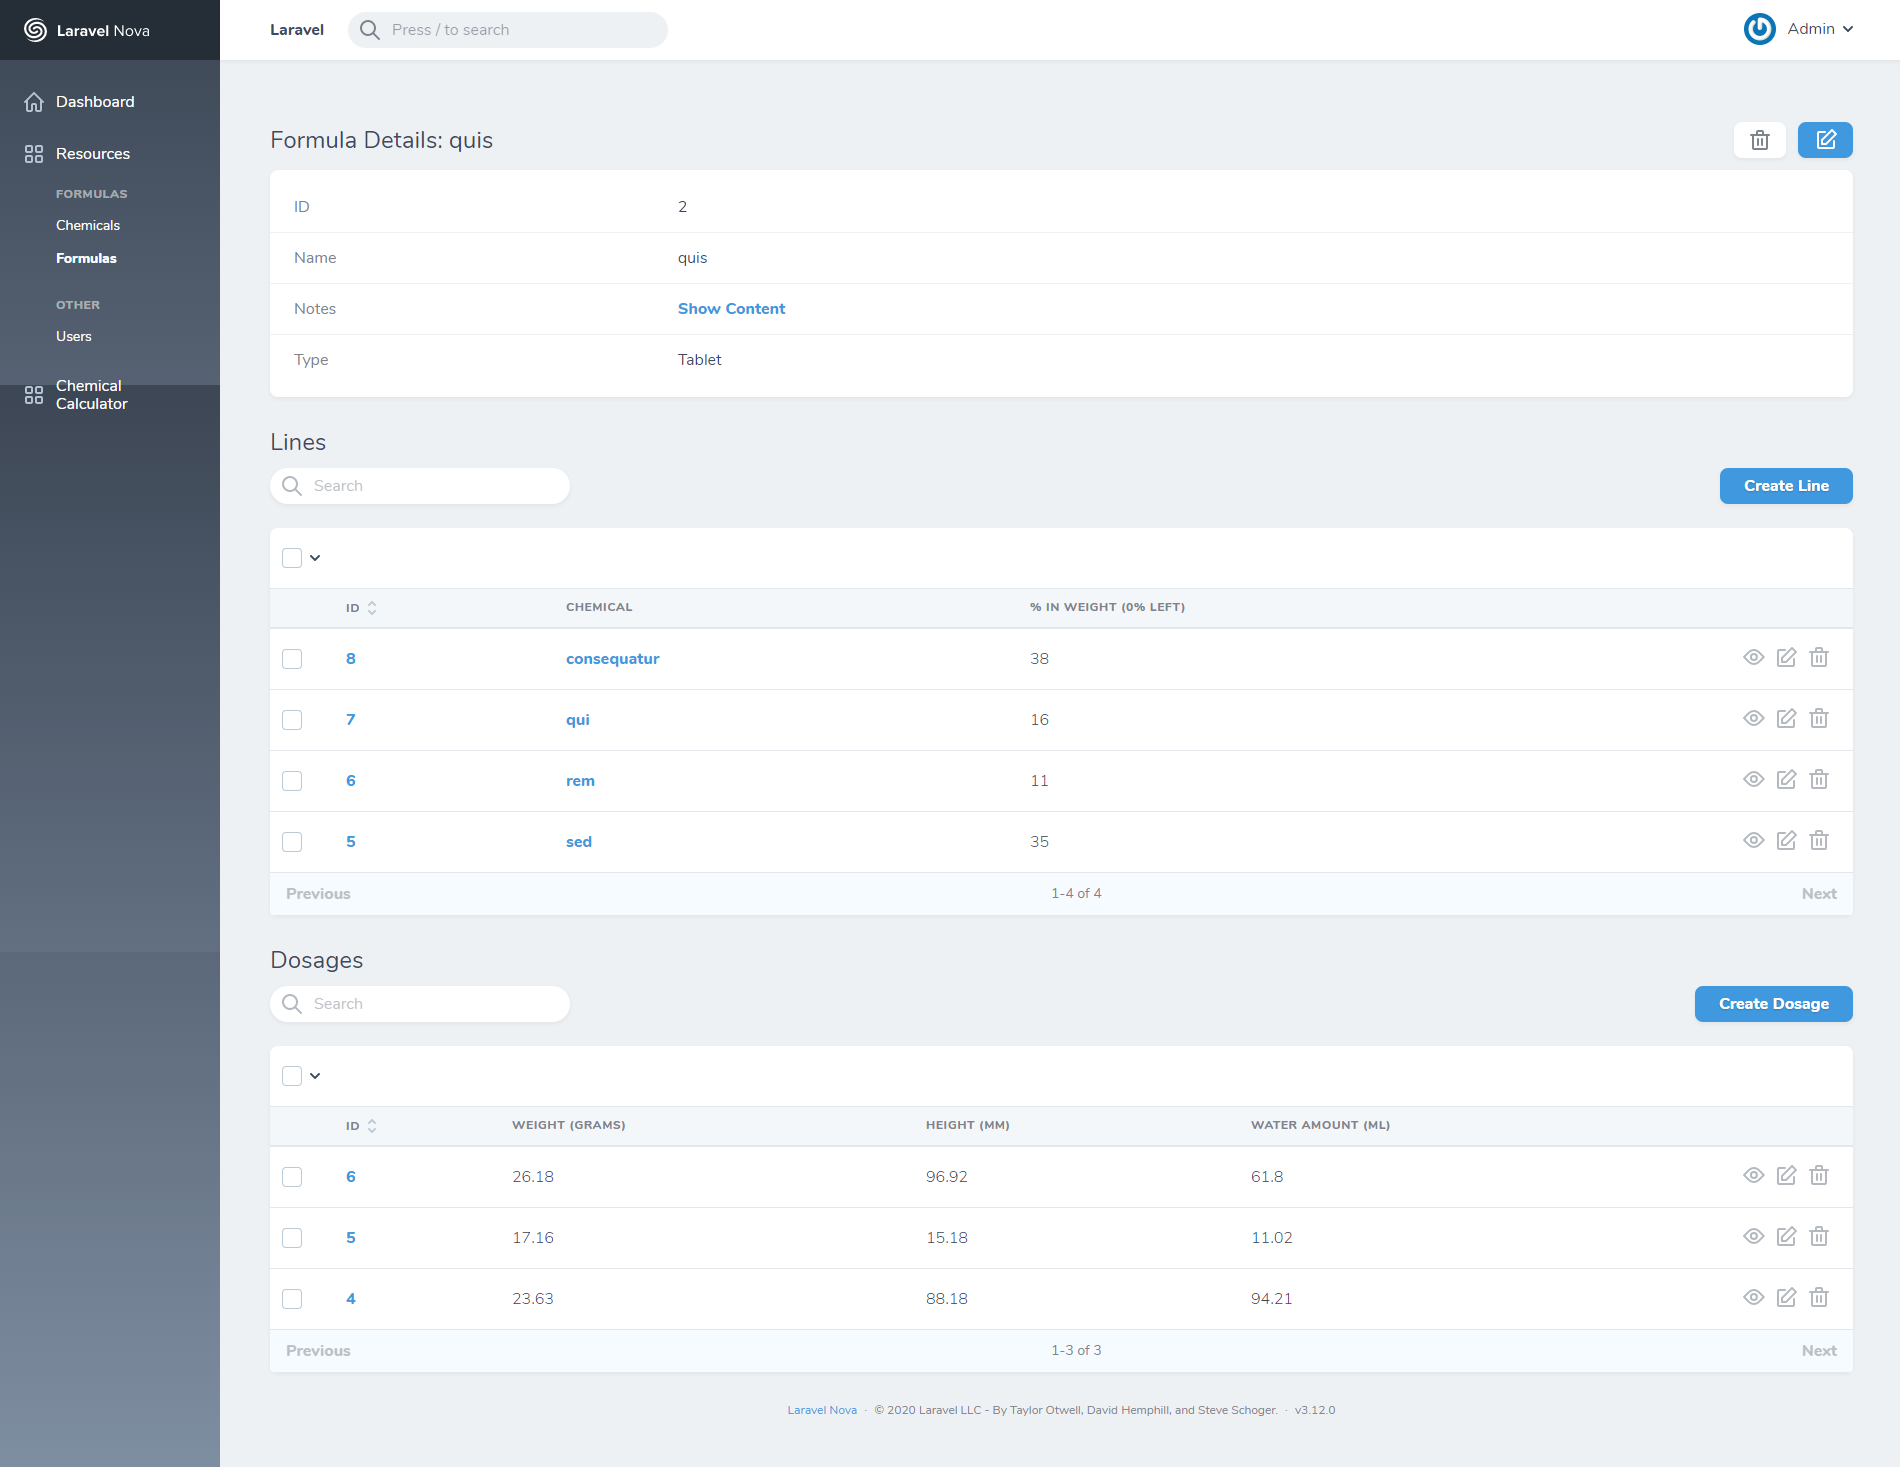 Laravel Nova
Laravel
Press / to search
Admin
Dashboard
Resources
FORMULAS
Chemicals
Formulas
OTHER
Users
Chemical
Calculator
Formula Details: quis
ID 2
Name quis
Notes Show Content
Type Tablet
Lines
Search
Create Line
ID CHEMICAL % IN WEIGHT (0% LEFT)
8 consequatur 38
7 qui 16
6 rem 11
5 sed 35
Previous 1-4 of 4 Next
Dosages
Search
Create Dosage
ID WEIGHT (GRAMS) HEIGHT (MM) WATER AMOUNT (ML)
6 26.18 96.92 61.8
5 17.16 15.18 11.02
4 23.63 88.18 94.21
Previous 1-3 of 3 Next
Laravel Nova · © 2020 Laravel LLC - By Taylor Otwell, David Hemphill, and Steve Schoger. · v3.12.0